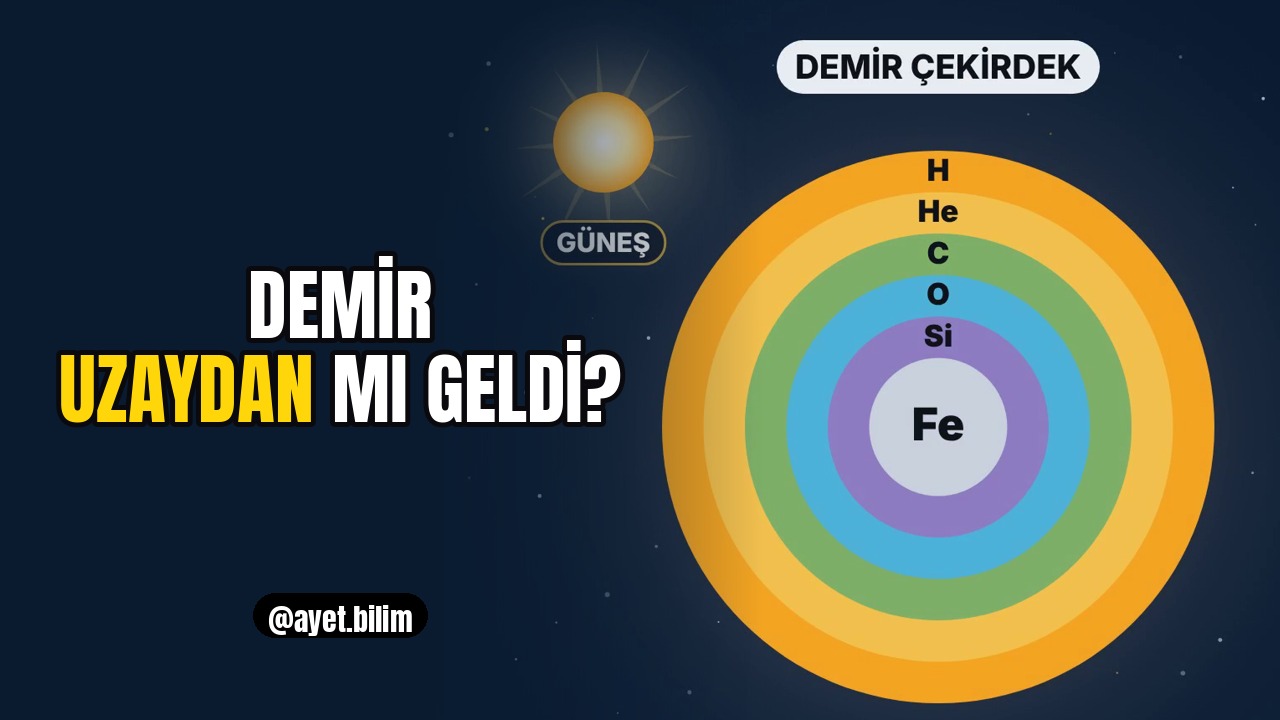 DEMİR ÇEKİRDEK
GÜNEŞ
H
He
C
O
Si
Fe
DEMİR
UZAYDAN MI GELDİ?
@ayet.bilim